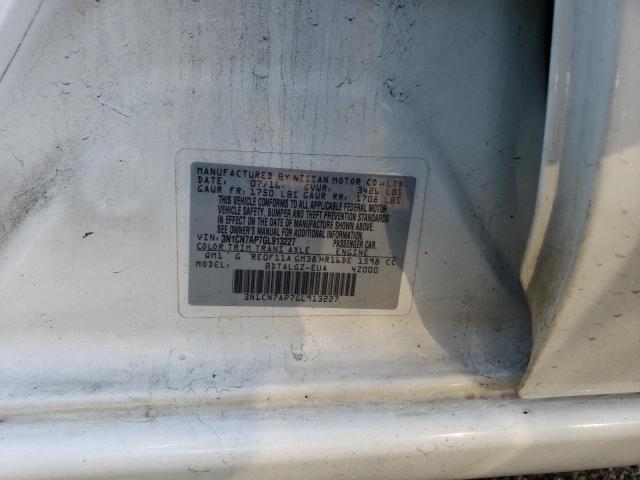 MANUFACTURED BY NISSAN MOTOR CO.,LTD.
DATE: 07/16 GVWR: 3426 LBS
GAWR FR: 1750 LBS GAWR RR: 1708 LBS
THIS VEHICLE CONFORMS TO ALL APPLICABLE FEDERAL MOTOR
VEHICLE SAFETY, BUMPER AND THEFT PREVENTION STANDARDS
IN EFFECT ON THE DATE OF MANUFACTURE SHOWN ABOVE.
SEE OWNER'S MANUAL FOR ADDITIONAL INFORMATION.
VIN: 3N1CN7AP7GL913227 PASSENGER CAR
COLOR TRIM TRANS AXLE ENGINE
QM1 G RE0F11A GM38 HR16DE 1598 CC
MODEL: BDTALGZ-EUA 4Z000
3N1CN7AP7GL913227